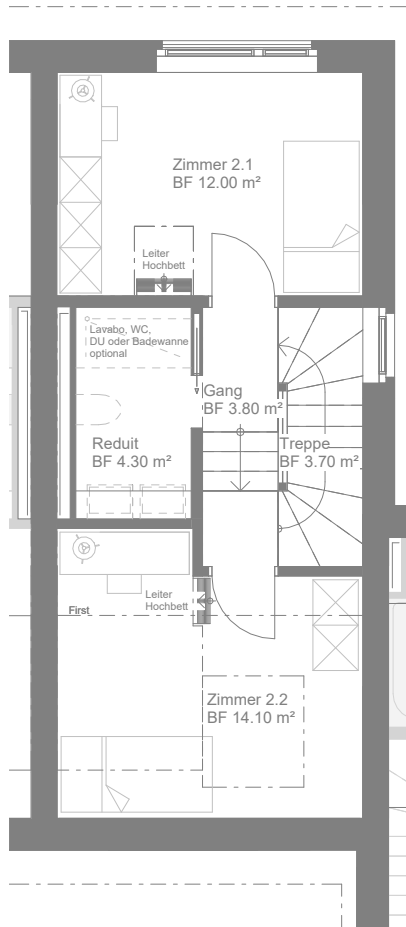 Zimmer 2.1
BF 12.00 m²
Leiter
Hochbett
Lavabo, WC,
DU oder Badewanne
optional
Gang
BF 3.80 m²
Reduit
BF 4.30 m²
Treppe
BF 3.70 m²
Leiter
Hochbett
First
Zimmer 2.2
BF 14.10 m²